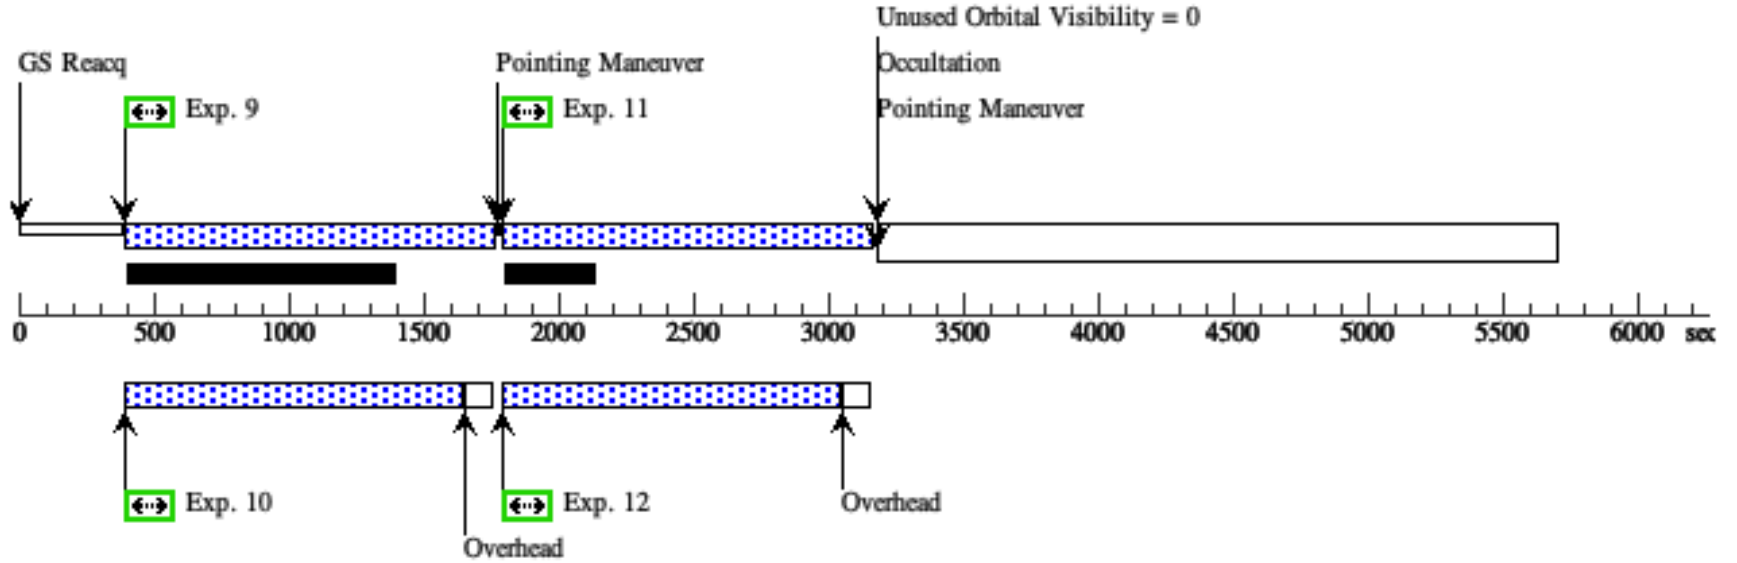 Unused Orbital Visibility = 0
GS Reacq
Pointing Maneuver
Occultation
Exp. 9
Exp. 11
Pointing Maneuver
0 500 1000 1500 2000 2500 3000 3500 4000 4500 5000 5500 6000 sec
Exp. 10
Exp. 12
Overhead
Overhead